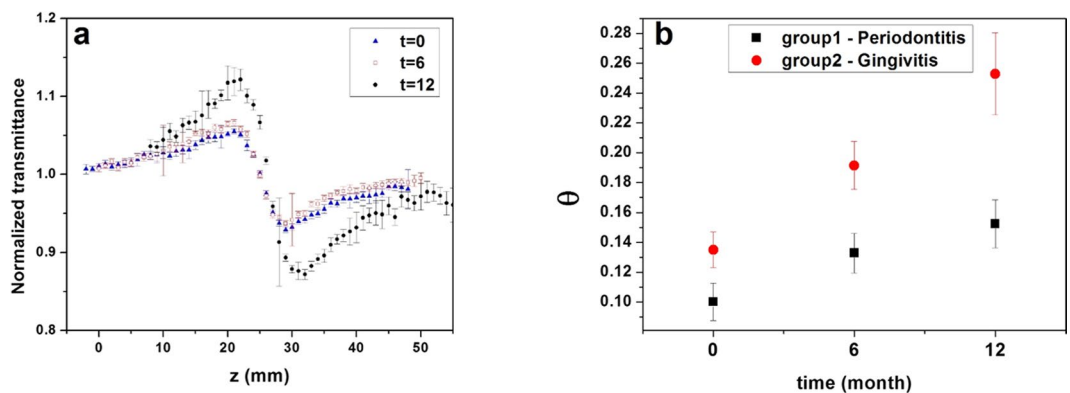 a
t=0
t=6
t=12
Normalized transmittance
1.2
1.1
1.0
0.9
0.8
0
10
20
30
40
50
z (mm)
b
group1 - Periodontitis
group2 - Gingivitis
θ
0.28
0.26
0.24
0.22
0.20
0.18
0.16
0.14
0.12
0.10
0
6
12
time (month)